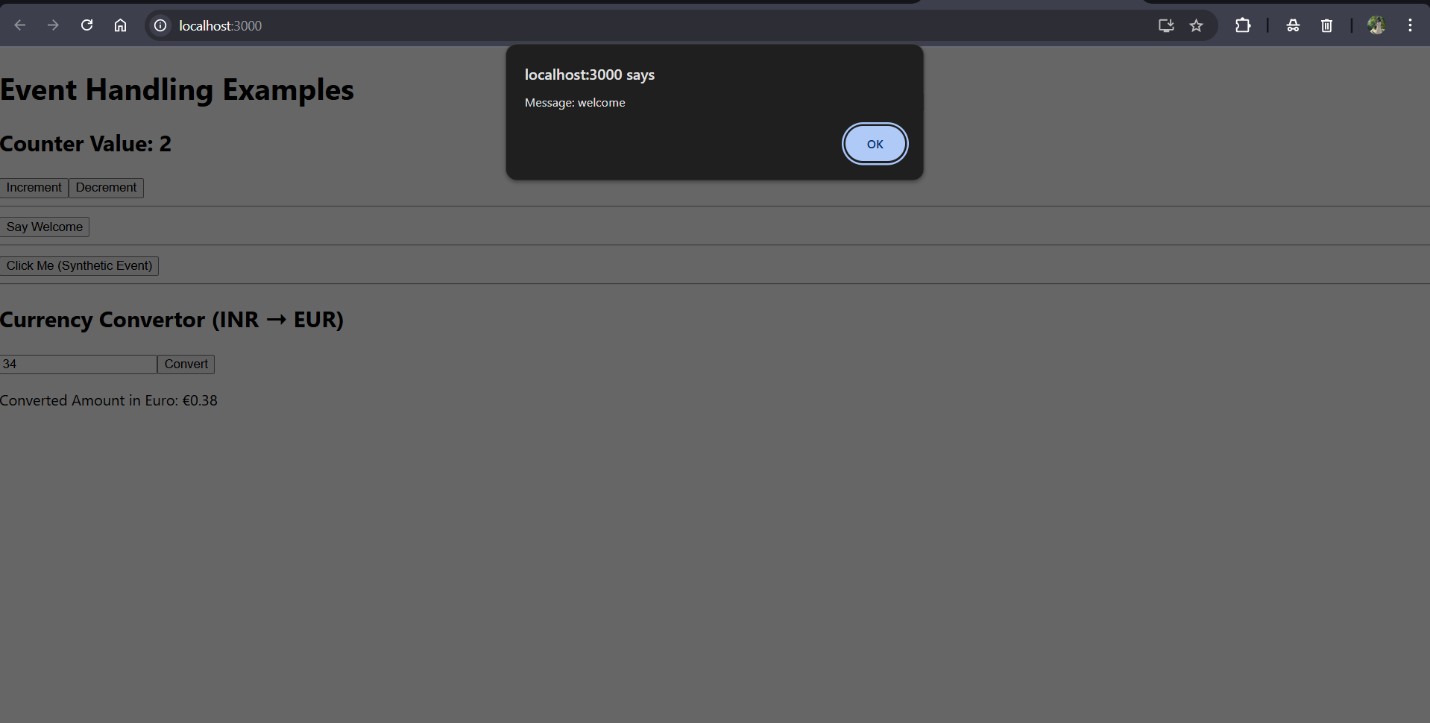 localhost:3000
localhost:3000 says
Message: welcome
OK
Event Handling Examples
Counter Value: 2
Increment Decrement
Say Welcome
Click Me (Synthetic Event)
Currency Convertor (INR → EUR)
34 Convert
Converted Amount in Euro: €0.38